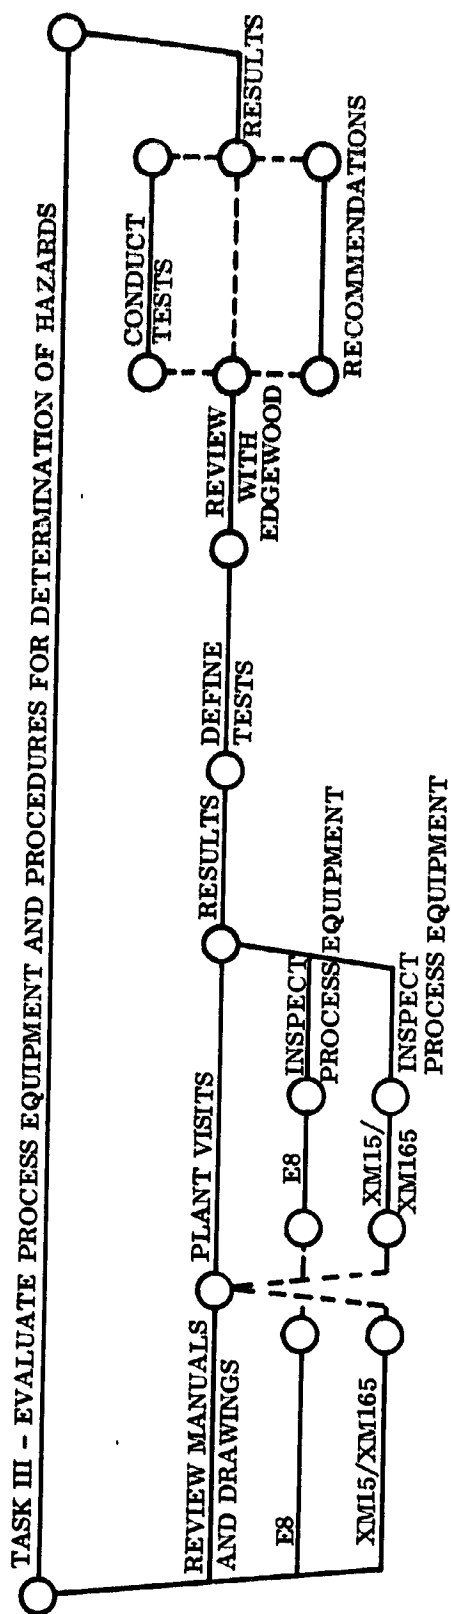 TASK III - EVALUATE PROCESS EQUIPMENT AND PROCEDURES FOR DETERMINATION OF HAZARDS
REVIEW MANUALS
AND DRAWINGS
PLANT VISITS
RESULTS
DEFINE
TESTS
REVIEW
WITH
EDGEWOOD
CONDUCT
TESTS
RESULTS
RECOMMENDATIONS
E8
E8
INSPECT
PROCESS EQUIPMENT
XM15/XM165
XM15/
XM165
INSPECT
PROCESS EQUIPMENT